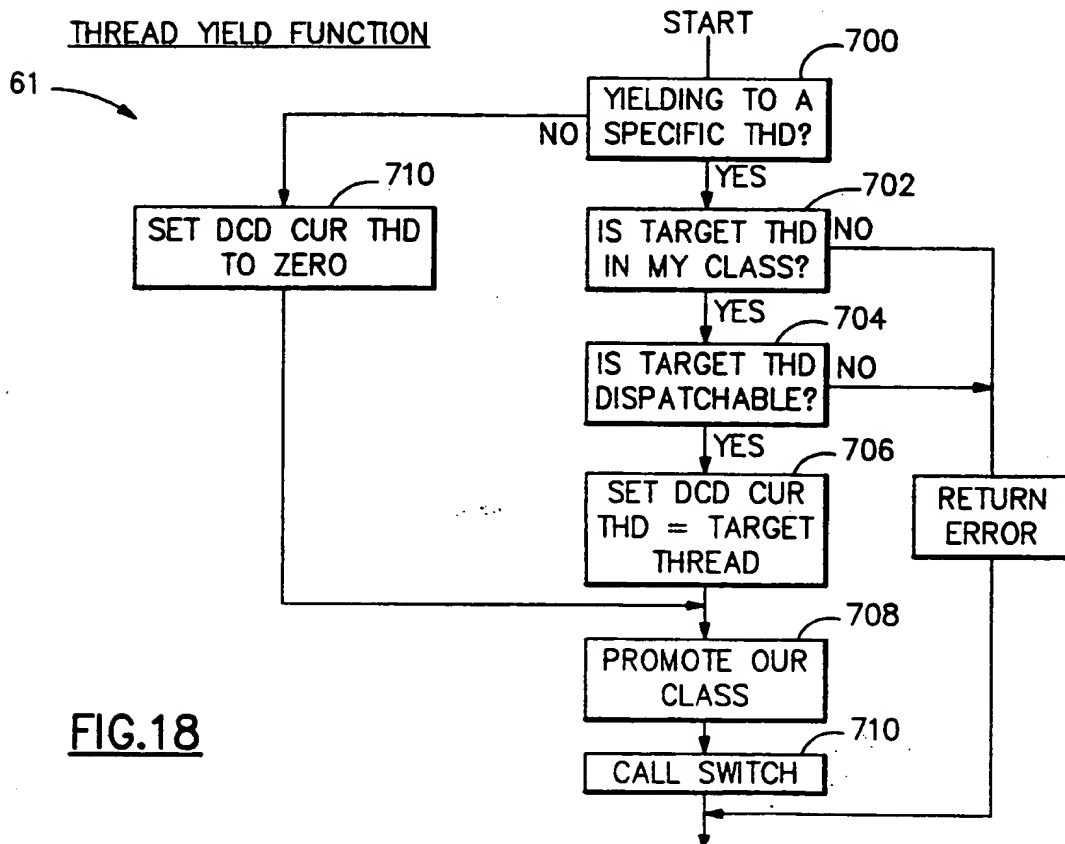 THREAD YIELD FUNCTION
61
START
700
YIELDING TO A
SPECIFIC THD?
NO
YES
710
SET DCD CUR THD
TO ZERO
702
IS TARGET THD
IN MY CLASS?
NO
YES
704
IS TARGET THD
DISPATCHABLE?
NO
YES
706
SET DCD CUR
THD = TARGET
THREAD
RETURN
ERROR
708
PROMOTE OUR
CLASS
710
CALL SWITCH
FIG.18